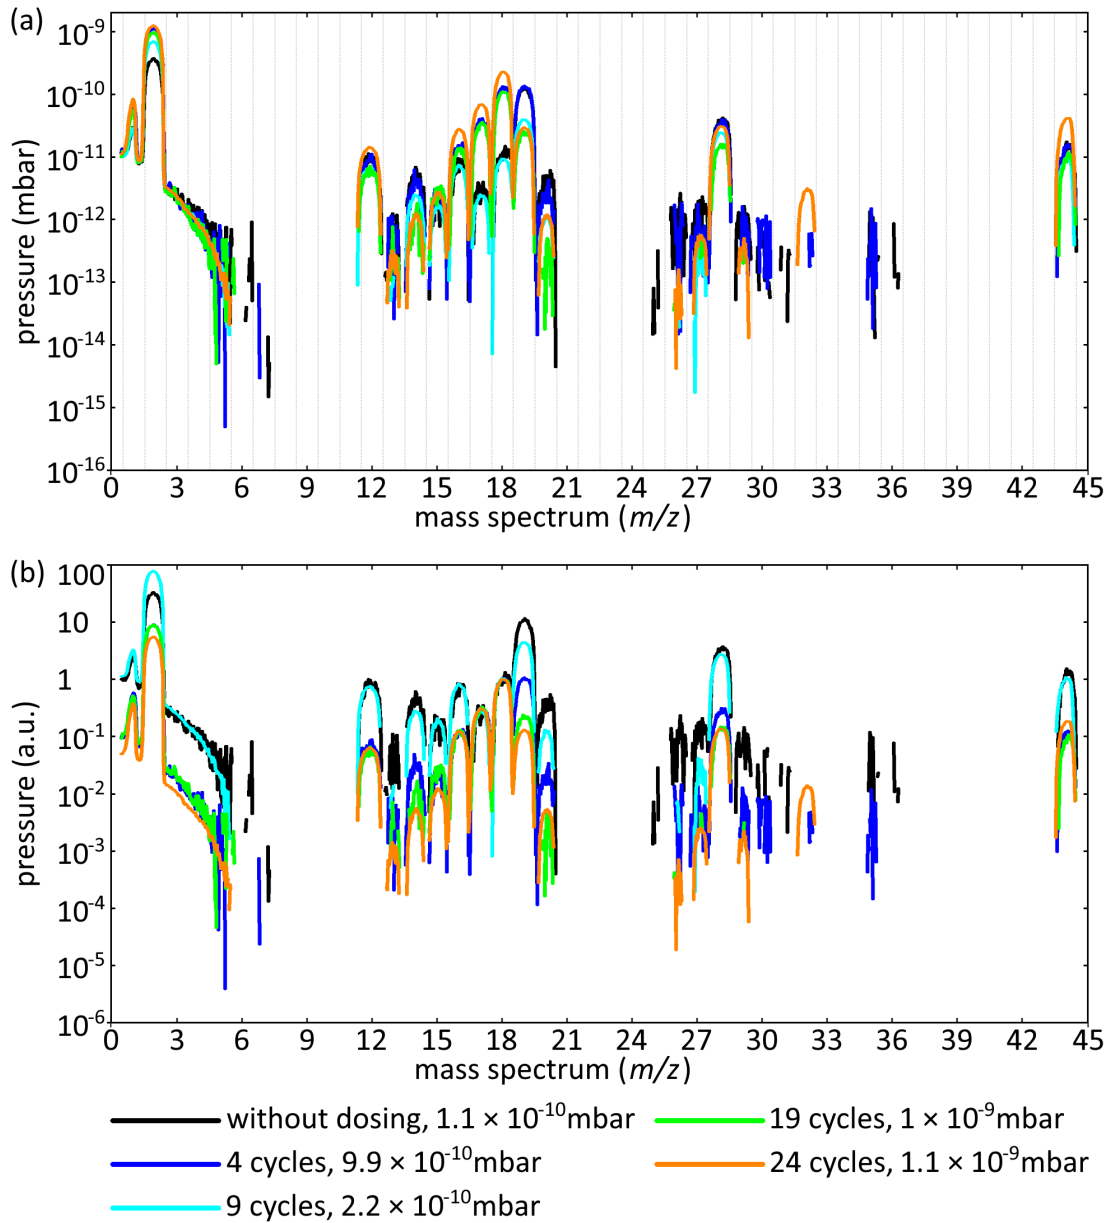 (a)
10⁻⁹
10⁻¹⁰
10⁻¹¹
10⁻¹²
10⁻¹³
10⁻¹⁴
10⁻¹⁵
10⁻¹⁶
pressure (mbar)
0 3 6 9 12 15 18 21 24 27 30 33 36 39 42 45
mass spectrum (m/z)
(b)
100
10
1
10⁻¹
10⁻²
10⁻³
10⁻⁴
10⁻⁵
10⁻⁶
pressure (a.u.)
0 3 6 9 12 15 18 21 24 27 30 33 36 39 42 45
mass spectrum (m/z)
without dosing, 1.1 × 10⁻¹⁰mbar
4 cycles, 9.9 × 10⁻¹⁰mbar
9 cycles, 2.2 × 10⁻¹⁰mbar
19 cycles, 1 × 10⁻⁹mbar
24 cycles, 1.1 × 10⁻⁹mbar